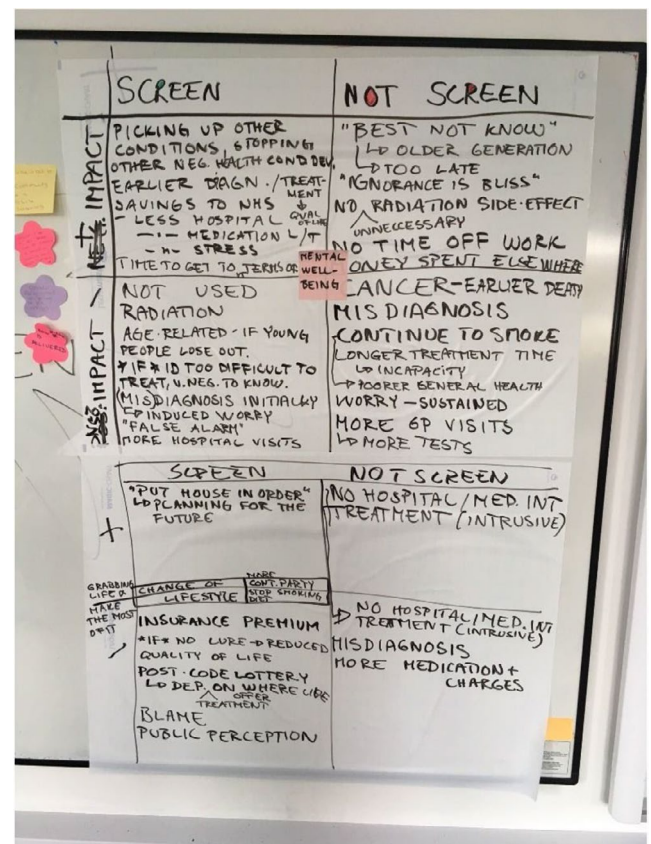 SCREEN
PICKING UP OTHER
CONDITIONS, STOPPING
OTHER NEG. HEALTH COND DEV.
EARLIER DIAGN. / TREAT-
MENT
SAVINGS TO NHS
QUAL
OF LIFE
- LESS HOSPITAL
-"- MEDICATION L/T
-"- STRESS
TIME TO GET TO TERMS OF
MENTAL
WELL-
BEING
NOT SCREEN
"BEST NOT KNOW"
↳ OLDER GENERATION
↳ TOO LATE
"IGNORANCE IS BLISS"
NO RADIATION SIDE-EFFECT
UNNECESSARY
NO TIME OFF WORK
MONEY SPENT ELSEWHERE
+ IMPACT
- IMPACT
NOT USED
RADIATION
AGE-RELATED - IF YOUNG
PEOPLE LOSE OUT.
*IF* ID TOO DIFFICULT TO
TREAT, U. NEG. TO KNOW.
(MIS)DIAGNOSIS INITIALLY
↳ INDUCED WORRY
"FALSE ALARM"
MORE HOSPITAL VISITS
CANCER - EARLIER DEATH
MISDIAGNOSIS
CONTINUE TO SMOKE
LONGER TREATMENT TIME
↳ INCAPACITY
↳ POORER GENERAL HEALTH
WORRY - SUSTAINED
MORE GP VISITS
↳ MORE TESTS
SCREEN
NOT SCREEN
+
"PUT HOUSE IN ORDER"
↳ PLANNING FOR THE
FUTURE
NO HOSPITAL/MED. INT
TREATMENT (INTRUSIVE)
GRABBING
LIFE &
MAKE
THE MOST
OF IT
CHANGE OF
LIFESTYLE
MORE
CONT. PARTY
STOP SMOKING
DIET
INSURANCE PREMIUM
*IF* NO CURE → REDUCED
QUALITY OF LIFE
POST-CODE LOTTERY
↳ DEP. ON WHERE LIVE
OFFER
TREATMENT
BLAME
PUBLIC PERCEPTION
→ NO HOSPITAL/MED. INT
TREATMENT (INTRUSIVE)
MISDIAGNOSIS
MORE MEDICATION +
CHARGES